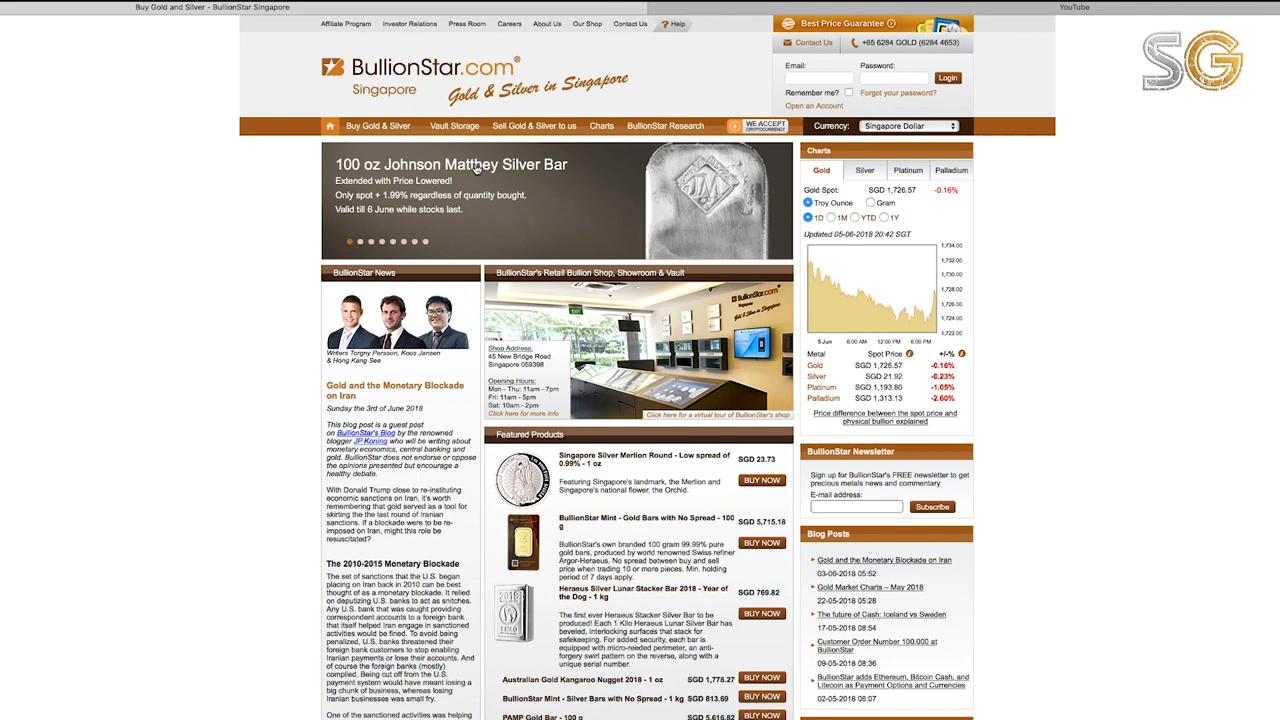 Buy Gold and Silver - BullionStar Singapore
YouTube
Affiliate Program
Investor Relations
Press Room
Careers
About Us
Our Shop
Contact Us
? Help
Best Price Guarantee
Contact Us
+65 6284 GOLD (6284 4653)
SG
BullionStar.com®
Singapore
Gold & Silver in Singapore
Email:
Password:
Login
Remember me?
Forgot your password?
Open an Account
Buy Gold & Silver
Vault Storage
Sell Gold & Silver to us
Charts
BullionStar Research
WE ACCEPT
CRYPTOCURRENCY
Currency:
Singapore Dollar
100 oz Johnson Matthey Silver Bar
Extended with Price Lowered!
Only spot + 1.99% regardless of quantity bought.
Valid till 6 June while stocks last.
JM
BullionStar News
Writers Torgny Persson, Koos Jansen
& Hong Kang See
Gold and the Monetary Blockade
on Iran
Sunday the 3rd of June 2018
This blog post is a guest post
on BullionStar's Blog by the renowned
blogger JP Koning who will be writing about
monetary economics, central banking and
gold. BullionStar does not endorse or oppose
the opinions presented but encourage a
healthy debate.
With Donald Trump close to re-instituting
economic sanctions on Iran, it's worth
remembering that gold served as a tool for
skirting the the last round of Iranian
sanctions. If a blockade were to be re-
imposed on Iran, might this role be
resuscitated?
The 2010-2015 Monetary Blockade
The set of sanctions that the U.S. began
placing on Iran back in 2010 can be best
thought of as a monetary blockade. It relied
on deputizing U.S. banks to act as snitches.
Any U.S. bank that was caught providing
correspondent accounts to a foreign bank
that itself helped Iran engage in sanctioned
activities would be fined. To avoid being
penalized, U.S. banks threatened their
foreign bank customers to stop enabling
Iranian payments or lose their accounts. And
of course the foreign banks (mostly)
complied. Being cut off from the U.S.
payment system would have meant losing a
big chunk of business, whereas losing
Iranian businesses was small fry.
One of the sanctioned activities was helping
BullionStar's Retail Bullion Shop, Showroom & Vault
BullionStar.com
Singapore
Gold & Silver in Singapore
EXIT
Shop Address:
45 New Bridge Road
Singapore 059398
Opening Hours:
Mon - Thu: 11am - 7pm
Fri: 11am - 5pm
Sat: 10am - 2pm
Click here for more info
Click here for a virtual tour of BullionStar's shop
Featured Products
Singapore Silver Merlion Round - Low spread of
0.99% - 1 oz
SGD 23.73
BUY NOW
Featuring Singapore's landmark, the Merlion and
Singapore's national flower, the Orchid.
BullionStar Mint - Gold Bars with No Spread - 100
g
SGD 5,715.18
BUY NOW
BullionStar's own branded 100 gram 99.99% pure
gold bars, produced by world renowned Swiss refiner
Argor-Heraeus. No spread between buy and sell
price when trading 10 or more pieces. Min. holding
period of 7 days apply.
Heraeus Silver Lunar Stacker Bar 2018 - Year of
the Dog - 1 kg
SGD 769.82
BUY NOW
2018
The first ever Heraeus Stacker Silver Bar to be
produced! Each 1 Kilo Heraeus Lunar Silver Bar has
beveled, interlocking surfaces that stack for
safekeeping. For added security, each bar is
equipped with micro-reeded perimeter, an anti-
forgery swirl pattern on the reverse, along with a
unique serial number.
Australian Gold Kangaroo Nugget 2018 - 1 oz
SGD 1,778.27
BUY NOW
BullionStar Mint - Silver Bars with No Spread - 1 kg
SGD 813.69
BUY NOW
PAMP Gold Bar - 100 g
SGD 5,616.82
BUY NOW
Charts
Gold
Silver
Platinum
Palladium
Gold Spot:
SGD 1,726.57
-0.16%
Troy Ounce
Gram
1D
1M
YTD
1Y
Updated 05-06-2018 20:42 SGT
1,734.00
1,732.00
1,730.00
1,728.00
1,726.00
1,724.00
1,722.00
5 Jun
6:00 AM
12:00 PM
6:00 PM
Metal
Spot Price
+/-%
Gold
SGD 1,726.57
-0.16%
Silver
SGD 21.92
-0.23%
Platinum
SGD 1,193.80
-1.05%
Palladium
SGD 1,313.13
-2.60%
Price difference between the spot price and
physical bullion explained
BullionStar Newsletter
Sign up for BullionStar's FREE newsletter to get
precious metals news and commentary
E-mail address:
Subscribe
Blog Posts
Gold and the Monetary Blockade on Iran
03-06-2018 05:52
Gold Market Charts – May 2018
22-05-2018 05:28
The future of Cash: Iceland vs Sweden
17-05-2018 08:54
Customer Order Number 100,000 at
BullionStar
09-05-2018 08:36
BullionStar adds Ethereum, Bitcoin Cash, and
Litecoin as Payment Options and Currencies
02-05-2018 06:07